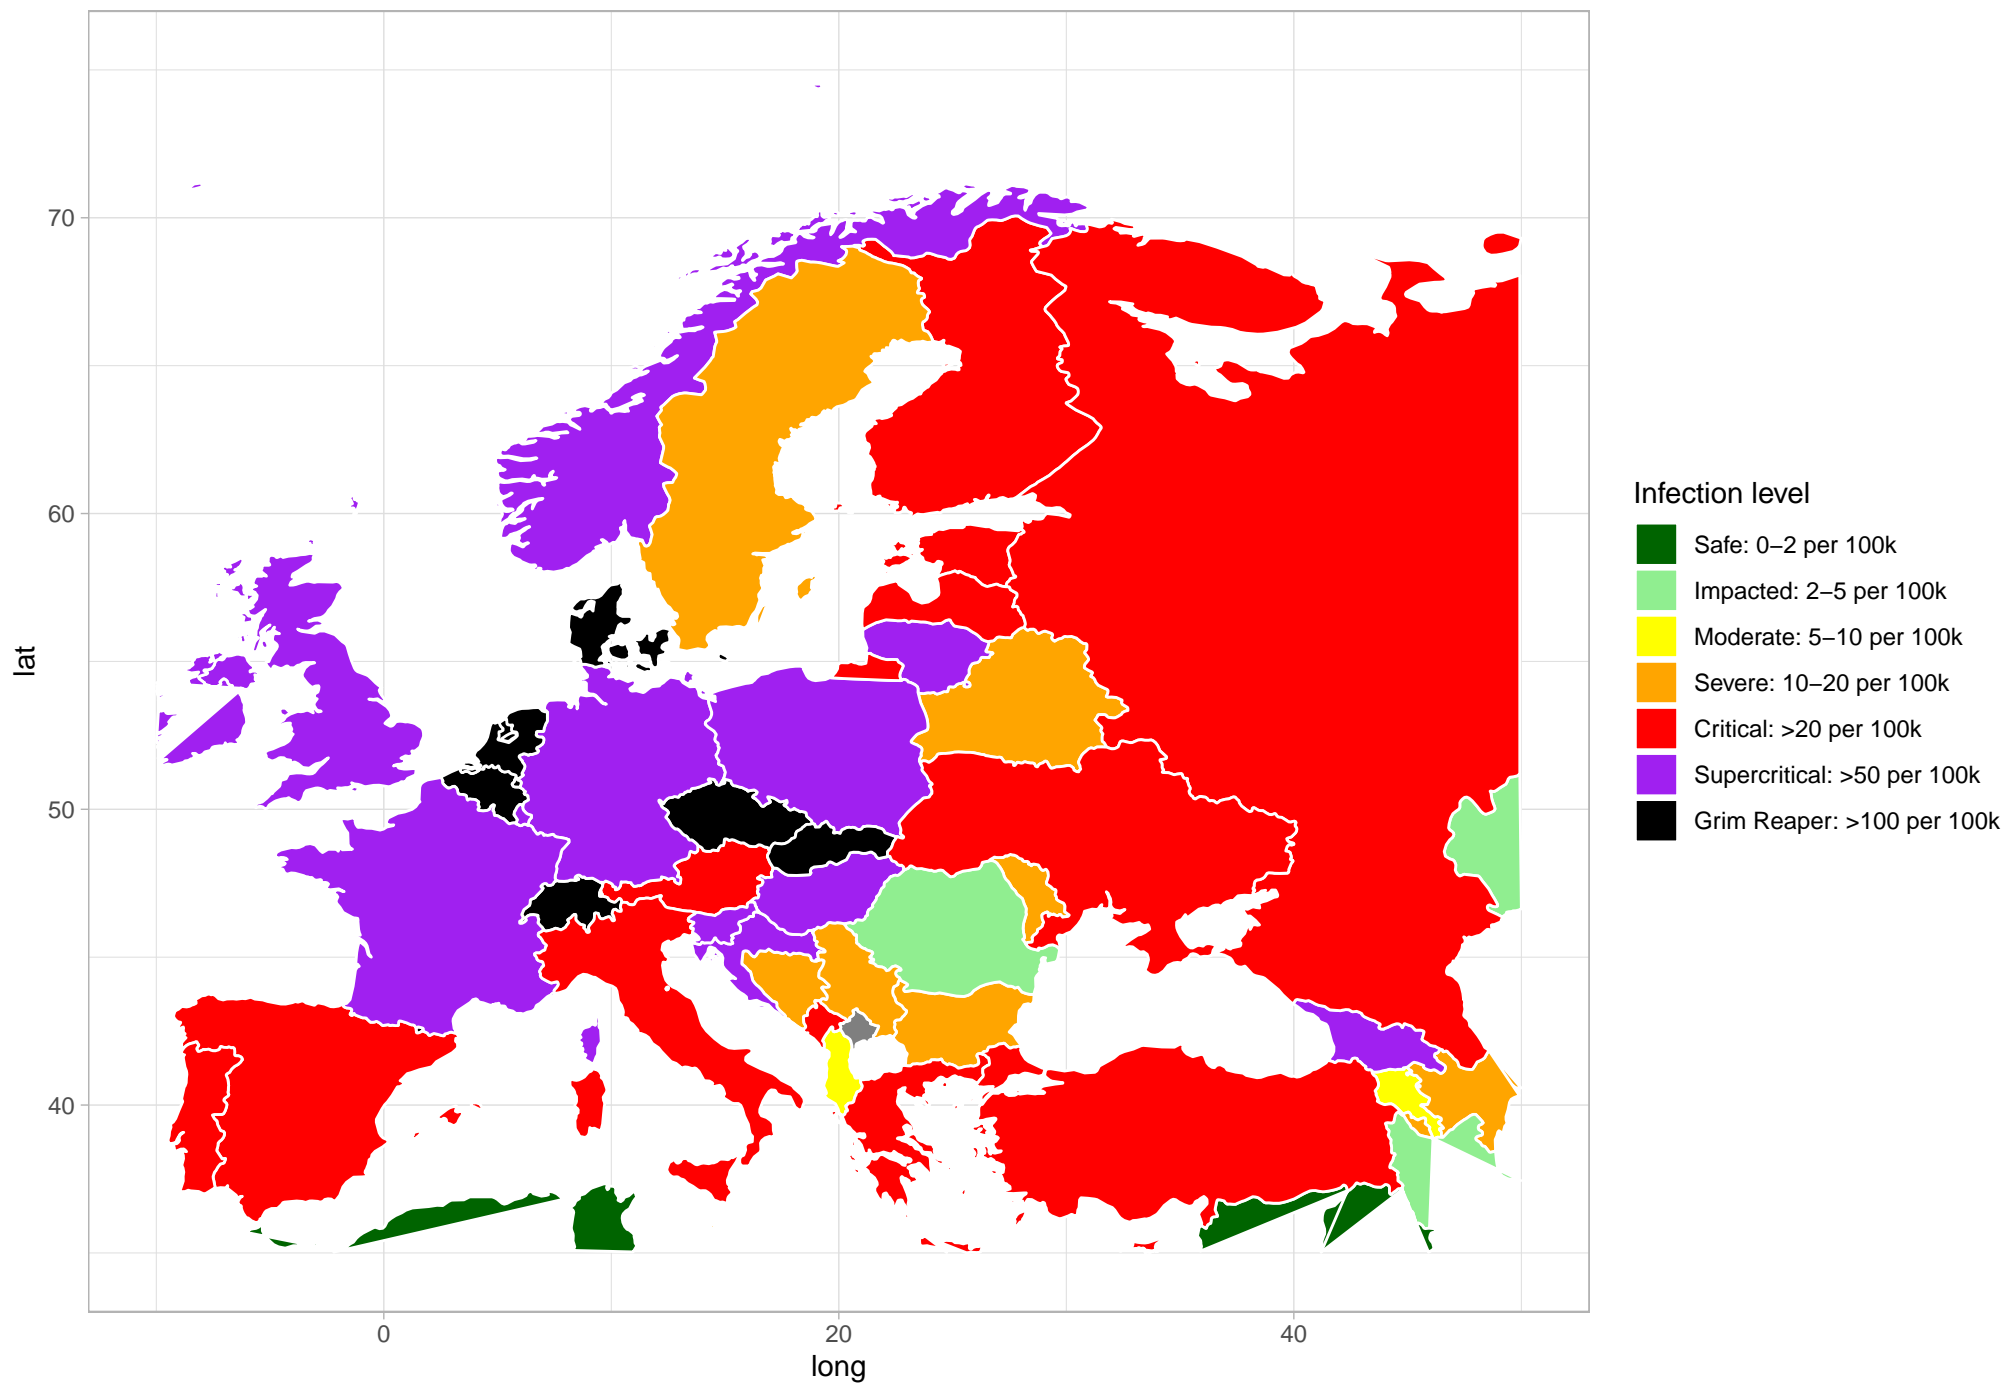 70
60
50
40
lat
0
20
40
long
Infection level
Safe: 0−2 per 100k
Impacted: 2−5 per 100k
Moderate: 5−10 per 100k
Severe: 10−20 per 100k
Critical: >20 per 100k
Supercritical: >50 per 100k
Grim Reaper: >100 per 100k